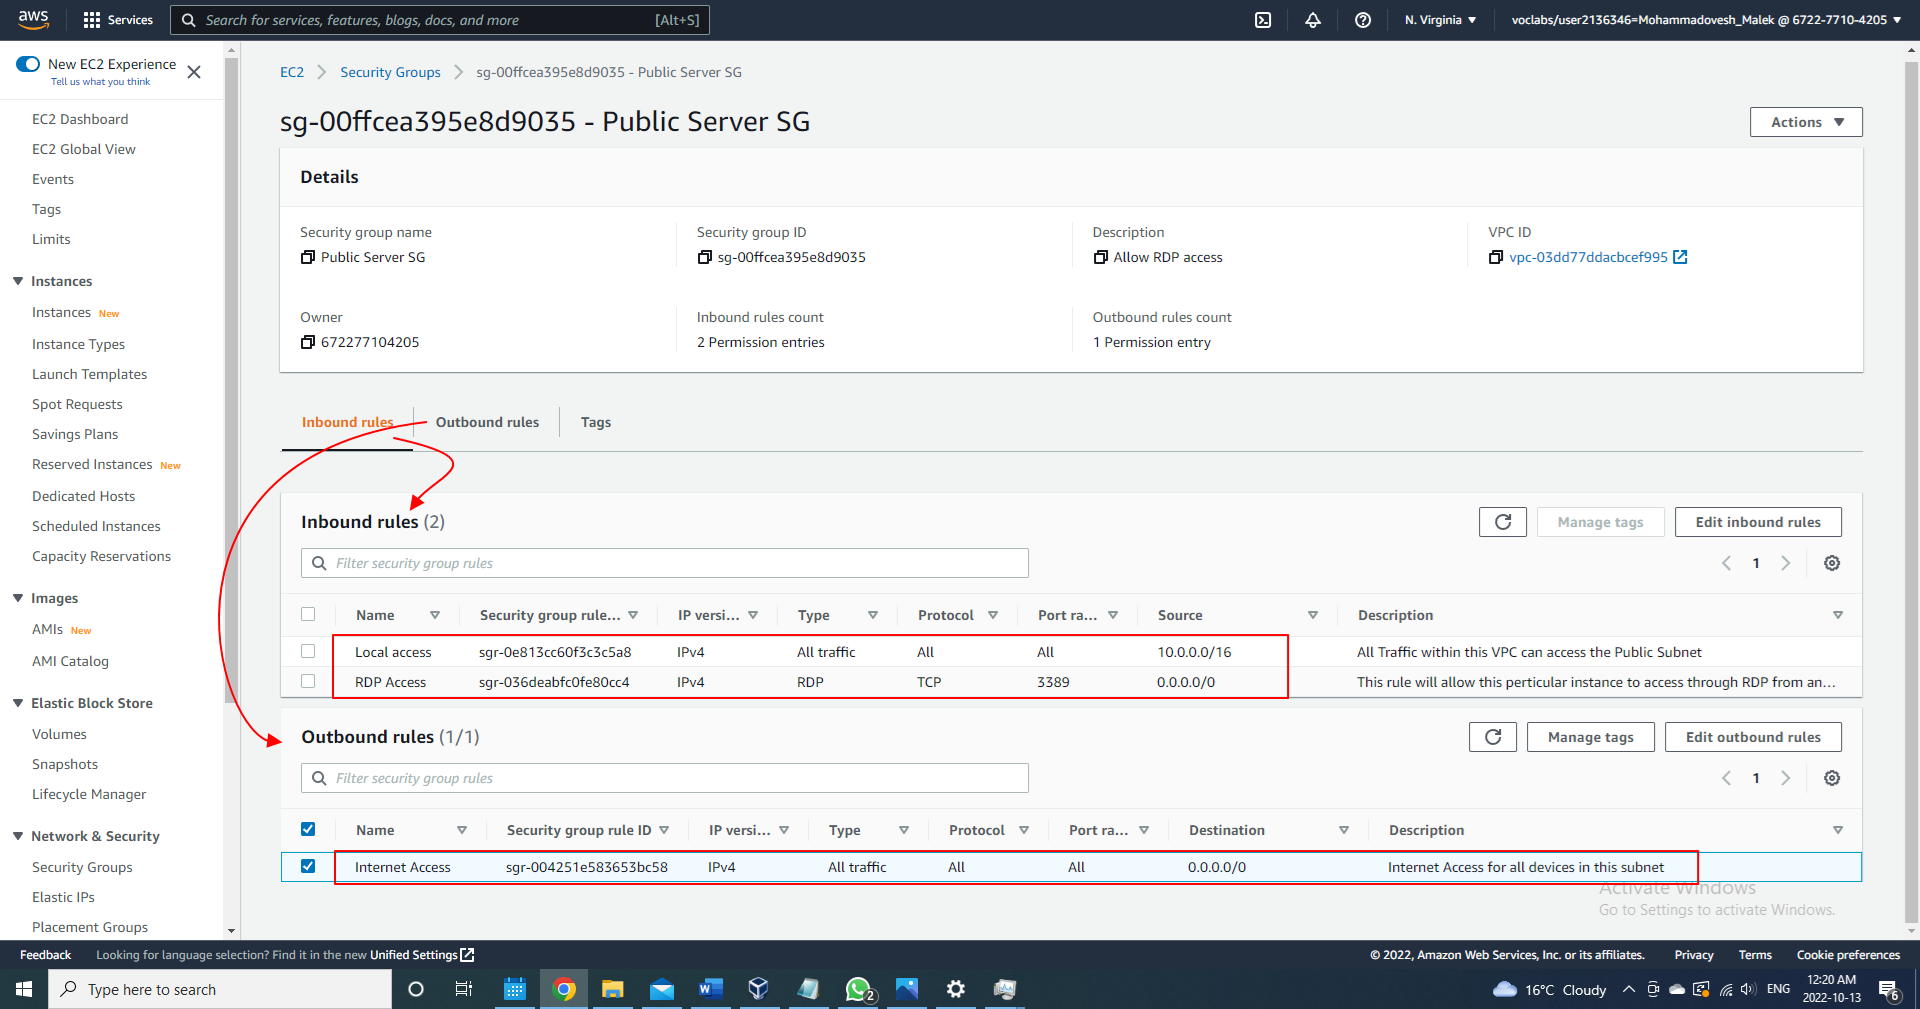 aws Services Search for services, features, blogs, docs, and more [Alt+S] N. Virginia voclabs/user2136346=Mohammadovesh_Malek @ 6722-7710-4205
New EC2 Experience
Tell us what you think
EC2 Dashboard
EC2 Global View
Events
Tags
Limits
Instances
Instances New
Instance Types
Launch Templates
Spot Requests
Savings Plans
Reserved Instances New
Dedicated Hosts
Scheduled Instances
Capacity Reservations
Images
AMIs New
AMI Catalog
Elastic Block Store
Volumes
Snapshots
Lifecycle Manager
Network & Security
Security Groups
Elastic IPs
Placement Groups
EC2 Security Groups sg-00ffcea395e8d9035 - Public Server SG
sg-00ffcea395e8d9035 - Public Server SG Actions
Details
Security group name Security group ID Description VPC ID
Public Server SG sg-00ffcea395e8d9035 Allow RDP access vpc-03dd77ddacbcef995
Owner Inbound rules count Outbound rules count
672277104205 2 Permission entries 1 Permission entry
Inbound rules Outbound rules Tags
Inbound rules (2) Manage tags Edit inbound rules
Filter security group rules 1
Name Security group rule... IP versi... Type Protocol Port ra... Source Description
Local access sgr-0e813cc60f3c3c5a8 IPv4 All traffic All All 10.0.0.0/16 All Traffic within this VPC can access the Public Subnet
RDP Access sgr-036deabfc0fe80cc4 IPv4 RDP TCP 3389 0.0.0.0/0 This rule will allow this perticular instance to access through RDP from an...
Outbound rules (1/1) Manage tags Edit outbound rules
Filter security group rules 1
Name Security group rule ID IP versi... Type Protocol Port ra... Destination Description
Internet Access sgr-004251e583653bc58 IPv4 All traffic All All 0.0.0.0/0 Internet Access for all devices in this subnet
Activate Windows
Go to Settings to activate Windows.
Feedback Looking for language selection? Find it in the new Unified Settings © 2022, Amazon Web Services, Inc. or its affiliates. Privacy Terms Cookie preferences
Type here to search 2 16°C Cloudy ENG 12:20 AM
2022-10-13 6